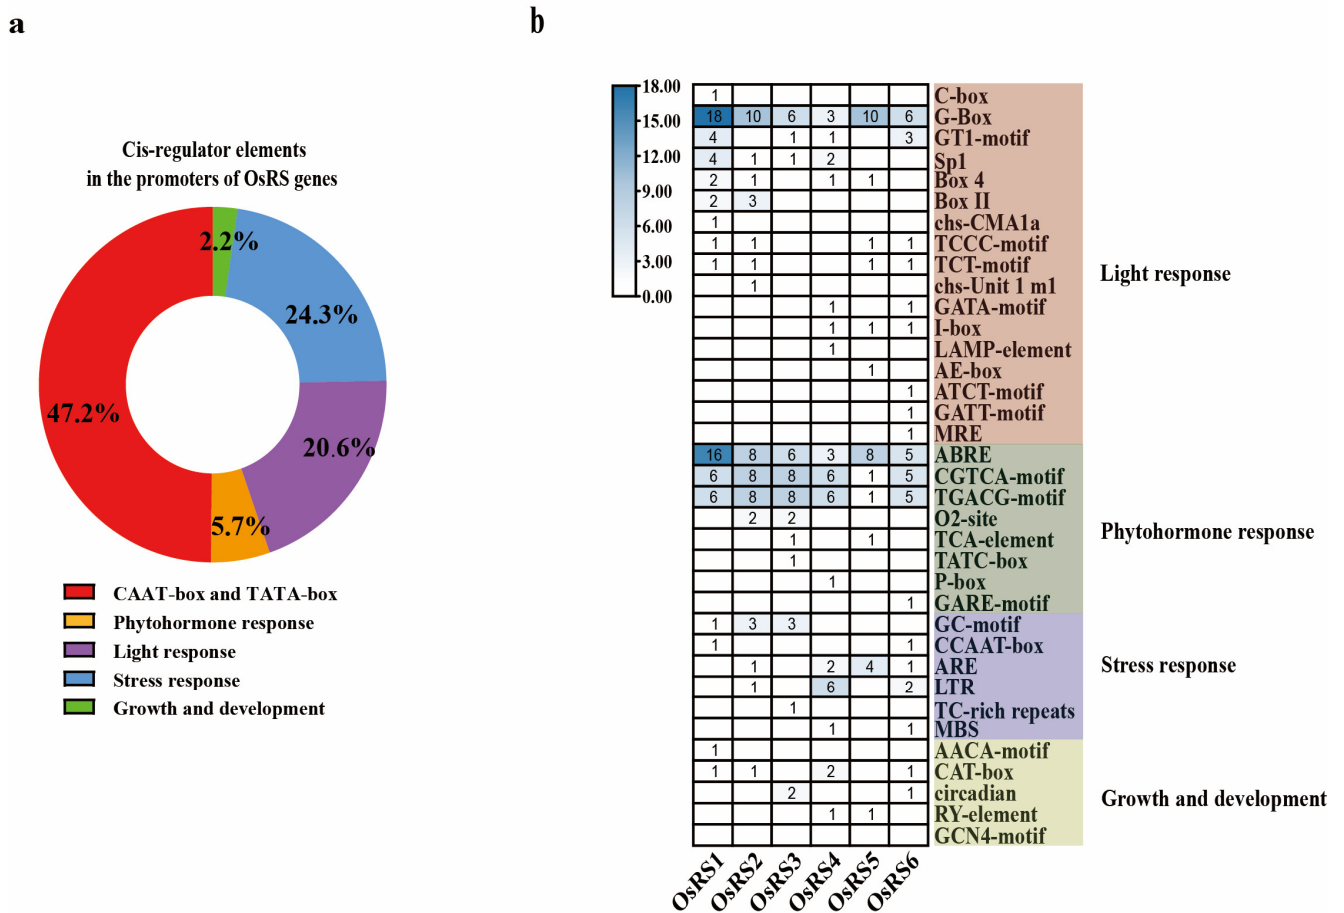 a
Cis-regulator elements
in the promoters of OsRS genes
2.2%
24.3%
20.6%
5.7%
47.2%
CAAT-box and TATA-box
Phytohormone response
Light response
Stress response
Growth and development
b
18.00
15.00
12.00
9.00
6.00
3.00
0.00
1 C-box
18 10 6 3 10 6 G-Box
4 1 1 3 GT1-motif
4 1 1 2 Sp1
2 1 1 1 Box 4
2 3 Box II
1 chs-CMA1a
1 1 1 1 TCCC-motif
1 1 1 1 TCT-motif
1 chs-Unit 1 m1
1 1 GATA-motif
1 1 1 I-box
1 LAMP-element
1 AE-box
1 ATCT-motif
1 GATT-motif
1 MRE
Light response
16 8 6 3 8 5 ABRE
6 8 8 6 1 5 CGTCA-motif
6 8 8 6 1 5 TGACG-motif
2 2 O2-site
1 1 TCA-element
1 TATC-box
1 P-box
1 GARE-motif
Phytohormone response
1 3 3 GC-motif
1 1 CCAAT-box
1 2 4 1 ARE
1 6 2 LTR
1 TC-rich repeats
1 1 MBS
Stress response
1 AACA-motif
1 1 2 1 CAT-box
2 1 circadian
1 1 RY-element
GCN4-motif
Growth and development
OsRS1 OsRS2 OsRS3 OsRS4 OsRS5 OsRS6